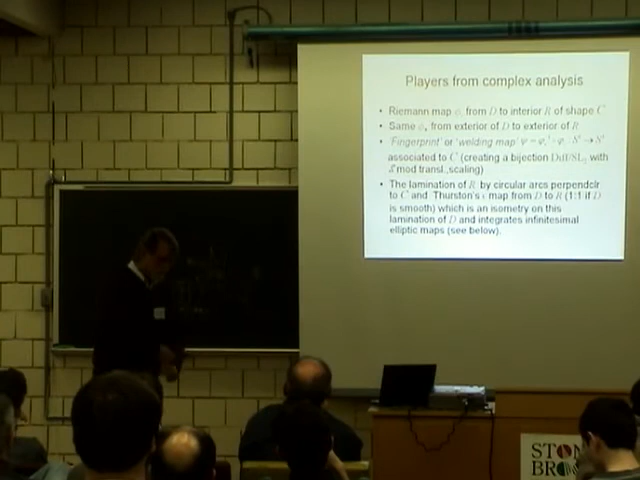 Players from complex analysis
• Riemann map from D to interior R of shape C
• Same from exterior of D to exterior of R
• 'Fingerprint' or 'welding map'
associated to C (creating a bijection Diff/SL₂ with
mod transl.,scaling)
• The lamination of R by circular arcs perpendclr
to C and Thurston's map from D to R (1:1 if D
is smooth) which is an isometry on this
lamination of D and integrates infinitesimal
elliptic maps (see below).
STON
BRO